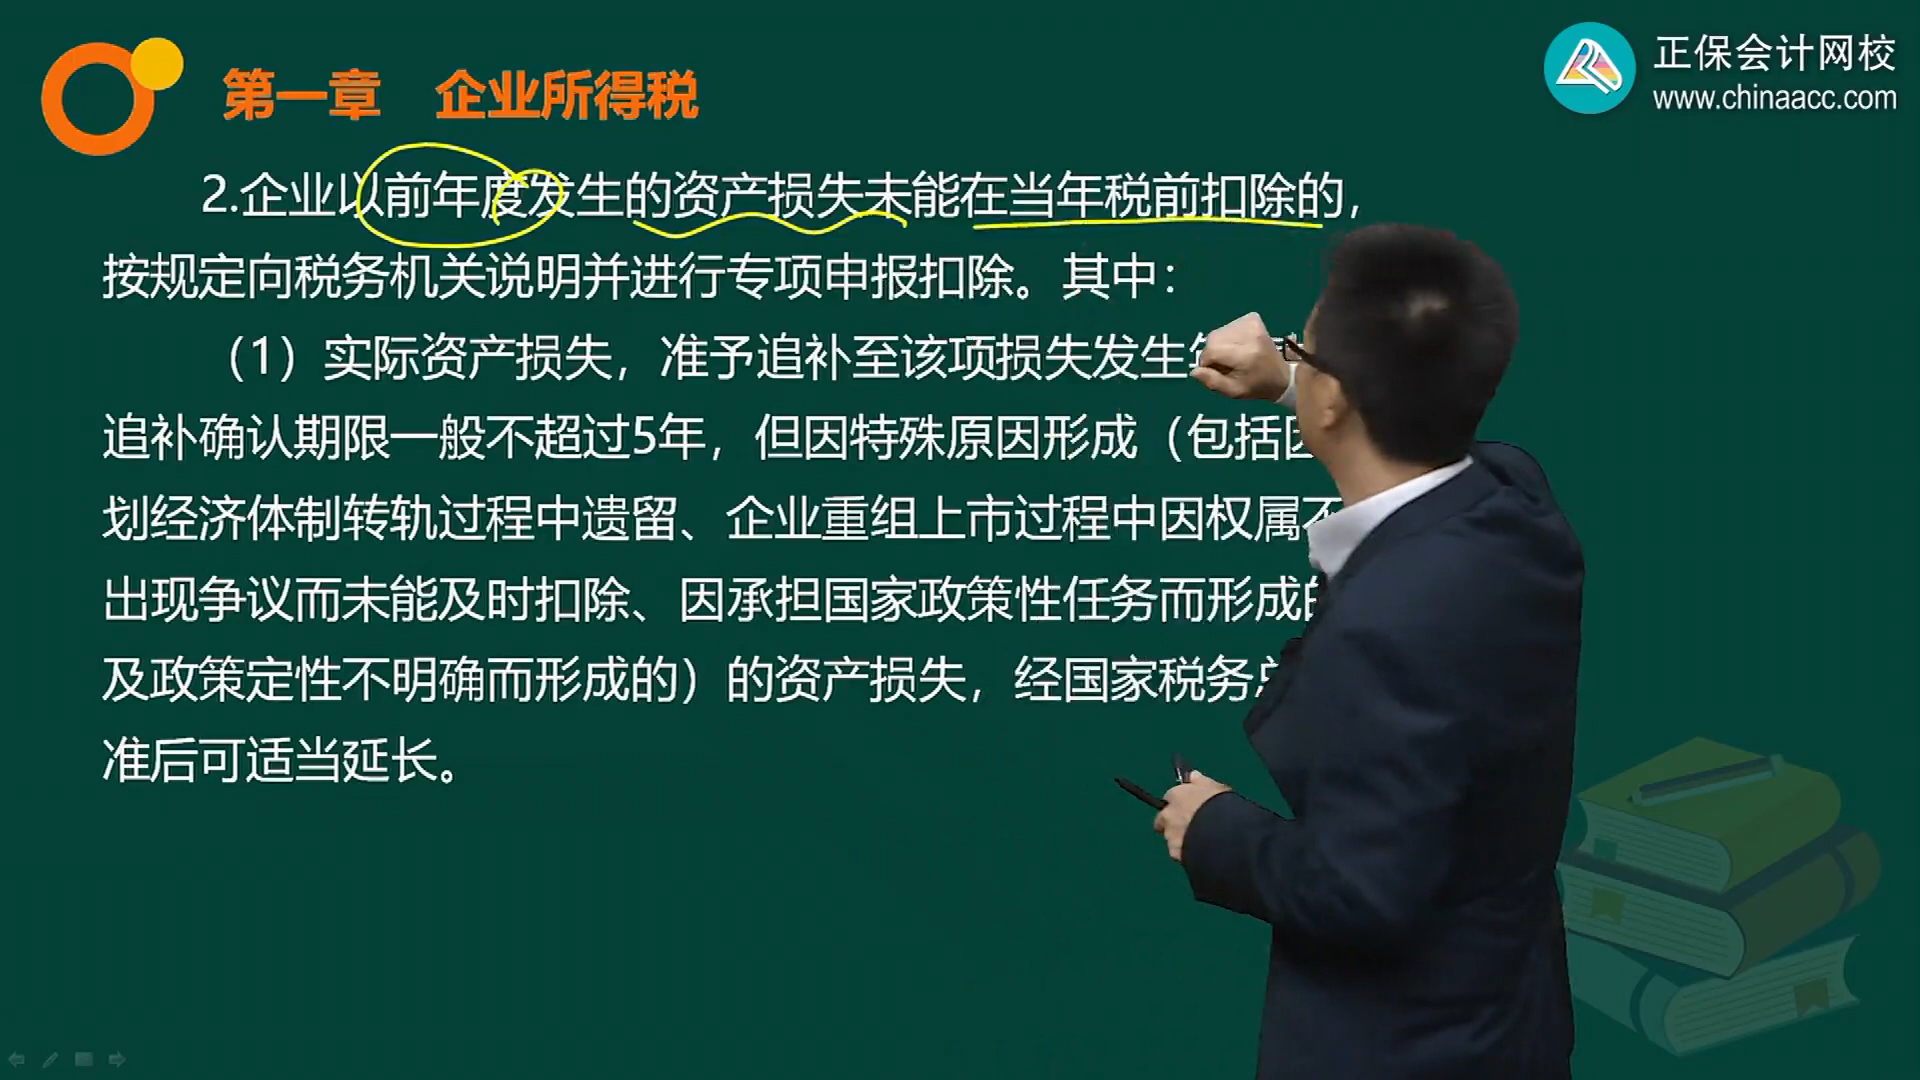 第一章 企业所得税
正保会计网校
www.chinaacc.com
2.企业以前年度发生的资产损失未能在当年税前扣除的，
按规定向税务机关说明并进行专项申报扣除。其中：
（1）实际资产损失，准予追补至该项损失发生年
追补确认期限一般不超过5年，但因特殊原因形成（包括因
划经济体制转轨过程中遗留、企业重组上市过程中因权属不
出现争议而未能及时扣除、因承担国家政策性任务而形成的
及政策定性不明确而形成的）的资产损失，经国家税务总
准后可适当延长。